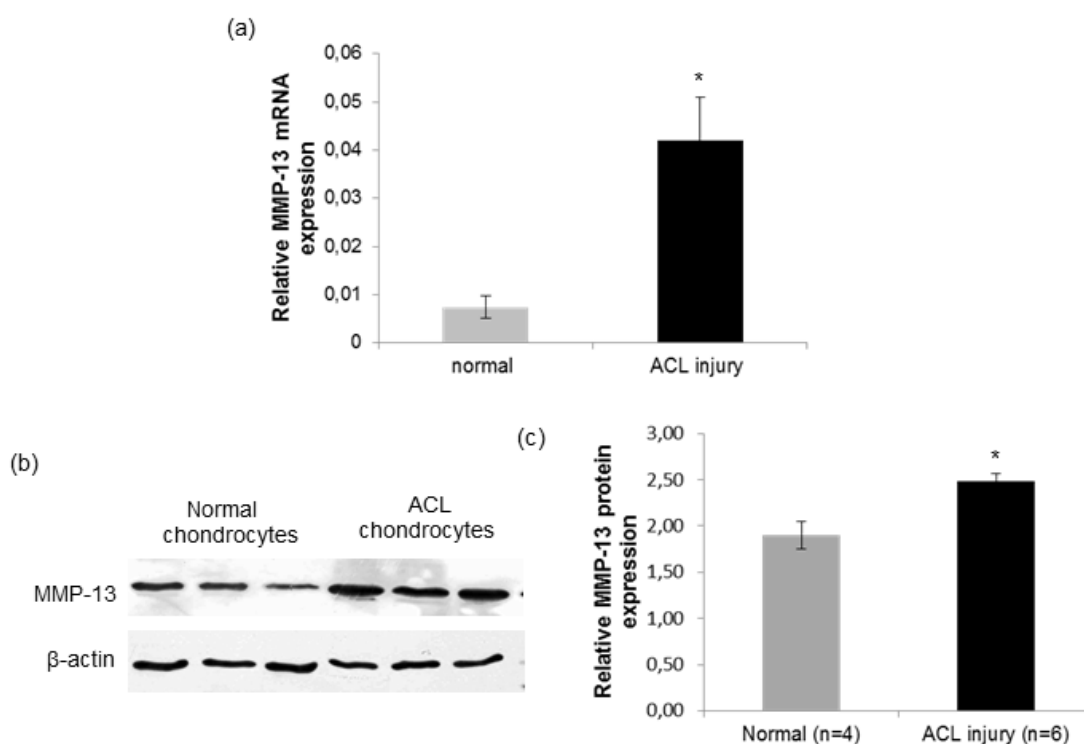 (a)
Relative MMP-13 mRNA
expression
0,06
0,05
0,04
0,03
0,02
0,01
0
*
normal
ACL injury
(b)
Normal
chondrocytes
ACL
chondrocytes
MMP-13
β-actin
(c)
Relative MMP-13 protein
expression
3,00
2,50
2,00
1,50
1,00
0,50
0,00
*
Normal (n=4)
ACL injury (n=6)